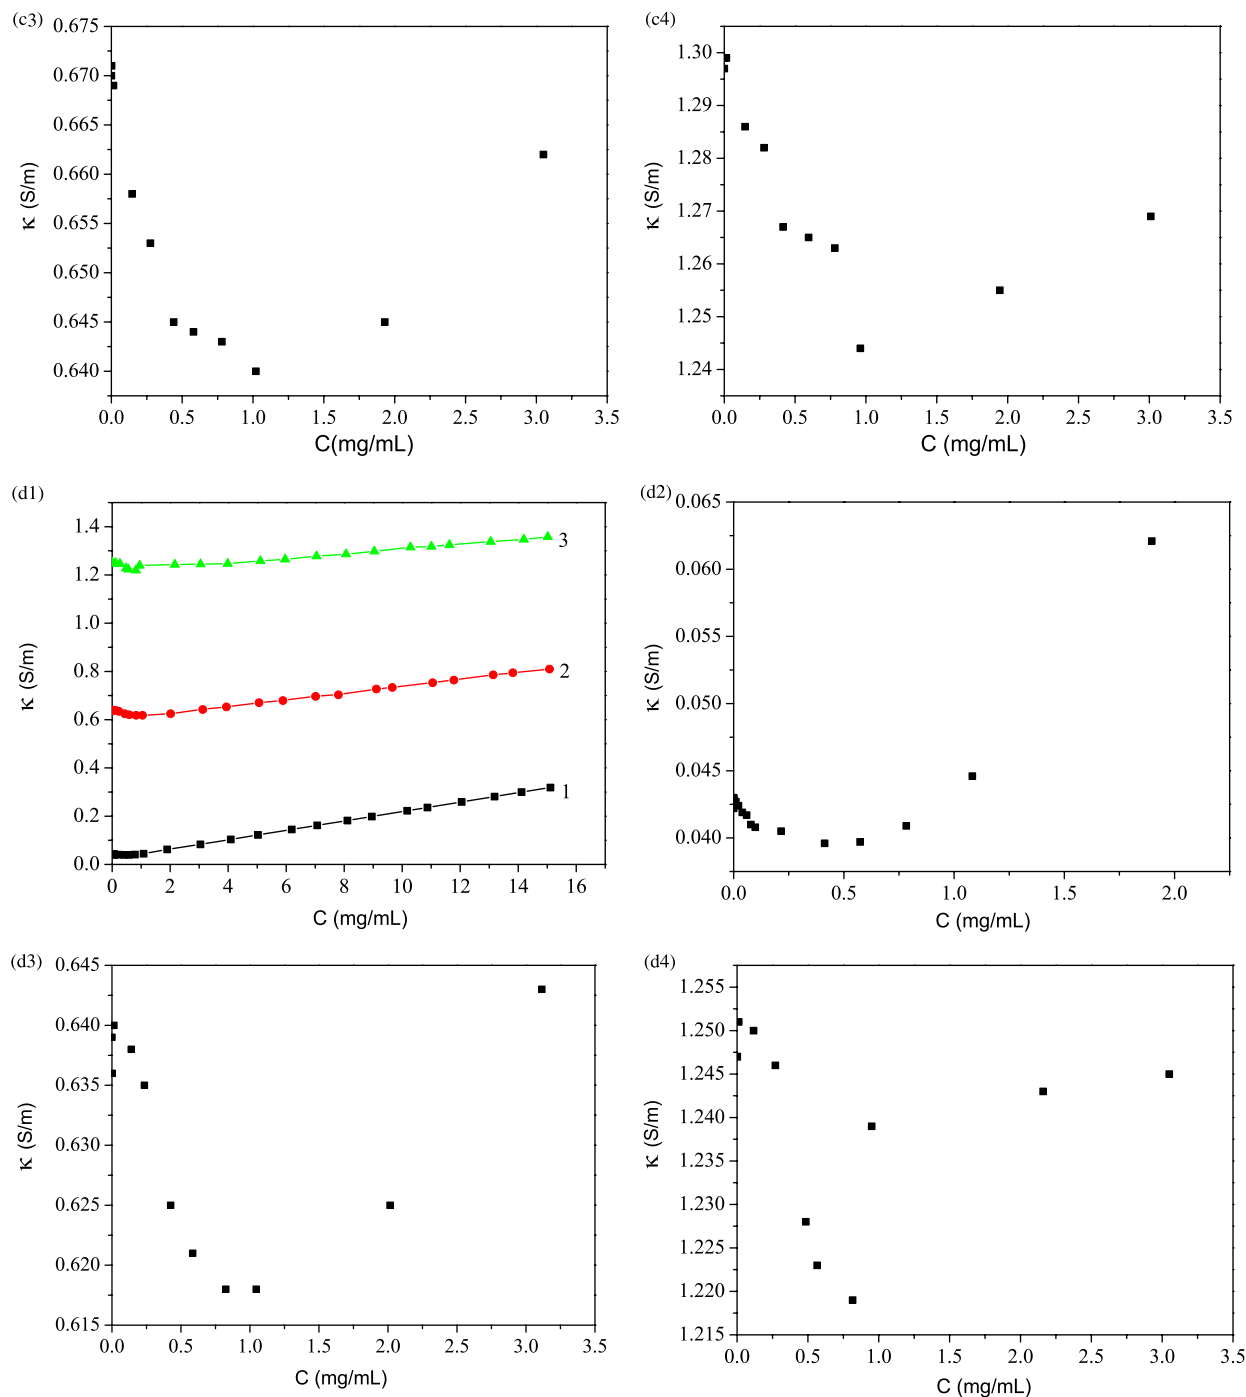 (c3)
0.675
0.670
0.665
0.660
0.655
0.650
0.645
0.640
κ (S/m)
0.0 0.5 1.0 1.5 2.0 2.5 3.0 3.5
C(mg/mL)
(c4)
1.30
1.29
1.28
1.27
1.26
1.25
1.24
κ (S/m)
0.0 0.5 1.0 1.5 2.0 2.5 3.0 3.5
C (mg/mL)
(d1)
1.4
1.2
1.0
0.8
0.6
0.4
0.2
0.0
κ (S/m)
3
2
1
0 2 4 6 8 10 12 14 16
C (mg/mL)
(d2)
0.065
0.060
0.055
0.050
0.045
0.040
κ (S/m)
0.0 0.5 1.0 1.5 2.0
C (mg/mL)
(d3)
0.645
0.640
0.635
0.630
0.625
0.620
0.615
κ (S/m)
0.0 0.5 1.0 1.5 2.0 2.5 3.0 3.5
C (mg/mL)
(d4)
1.255
1.250
1.245
1.240
1.235
1.230
1.225
1.220
1.215
κ (S/m)
0.0 0.5 1.0 1.5 2.0 2.5 3.0 3.5
C (mg/mL)